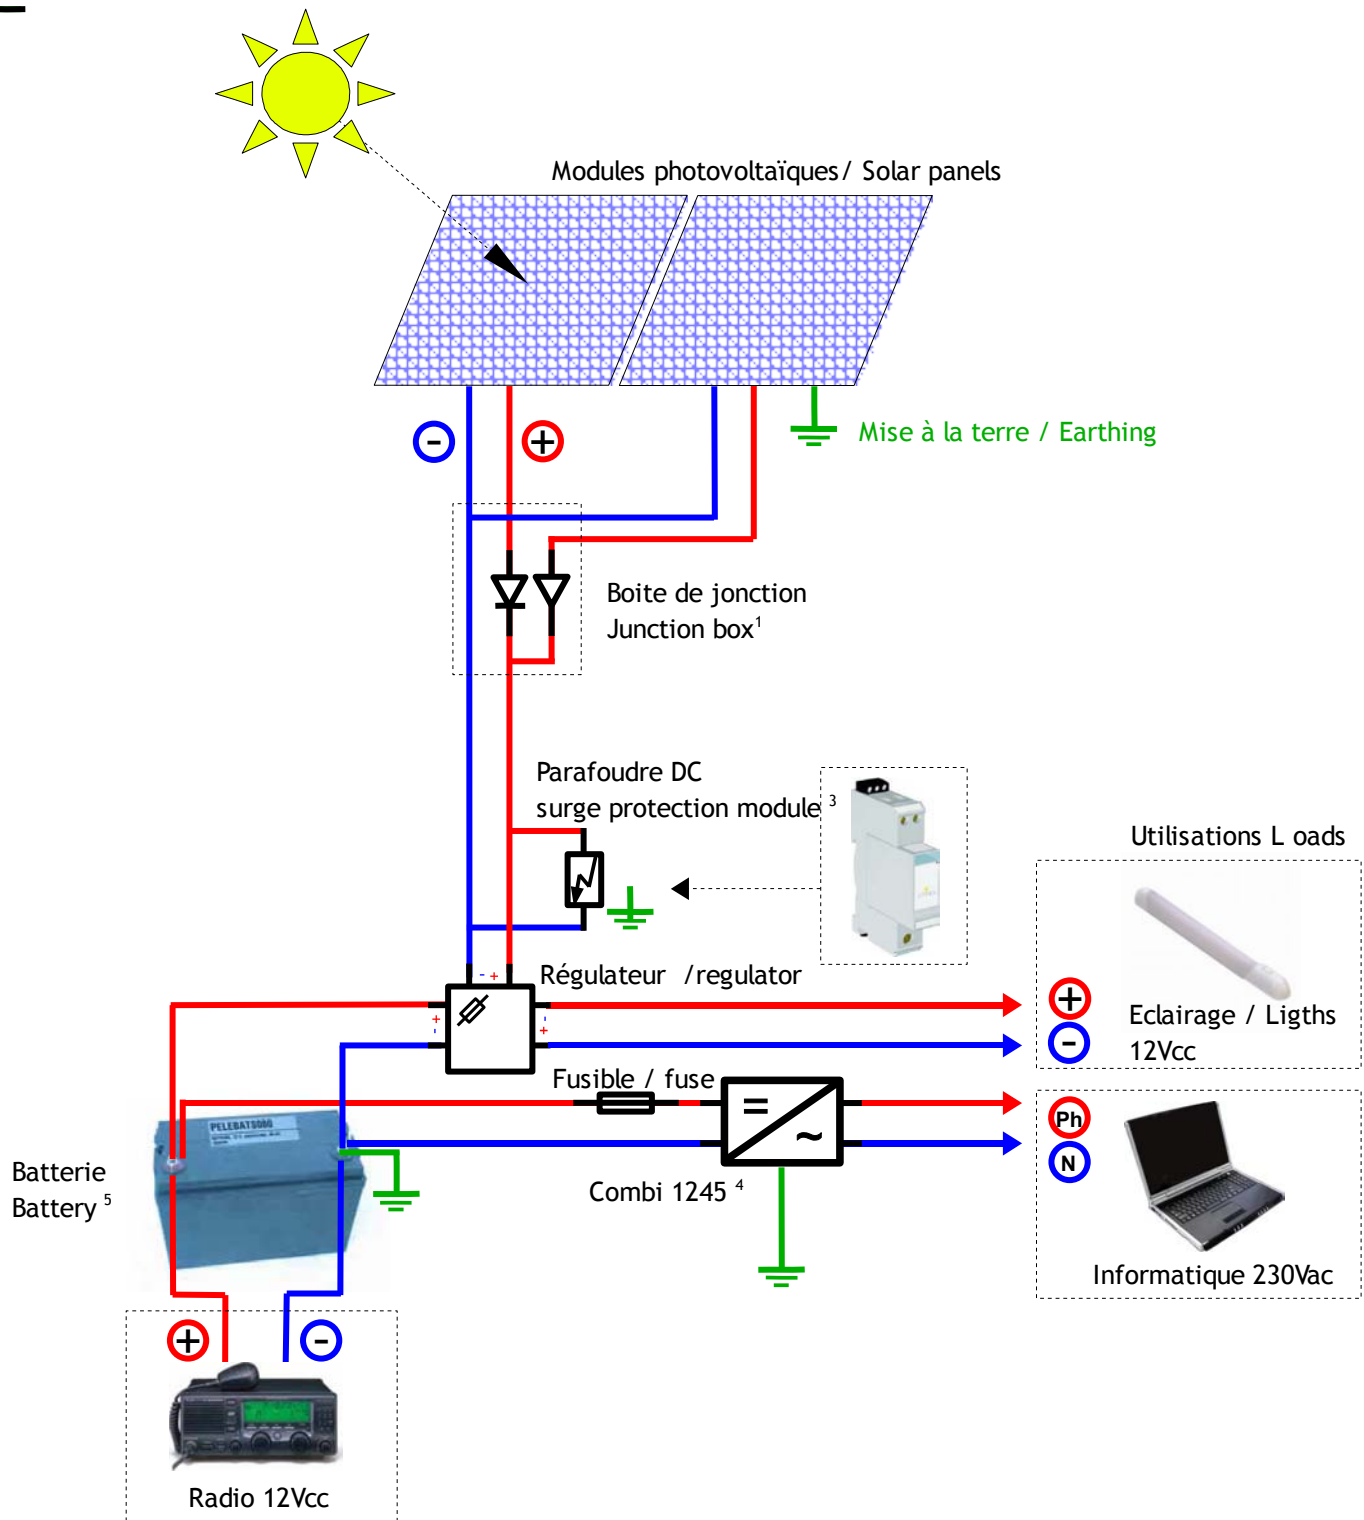 Modules photovoltaïques/ Solar panels
-
+
Mise à la terre / Earthing
Boite de jonction
Junction box1
Parafoudre DC
surge protection module 3
Utilisations L oads
- +
Régulateur /regulator
+
-
-
+
+
-
Eclairage / Ligths
12Vcc
Fusible / fuse
=
~
Ph
N
PELEBATS080
Batterie
Battery 5
Combi 1245 4
Informatique 230Vac
+
-
Radio 12Vcc